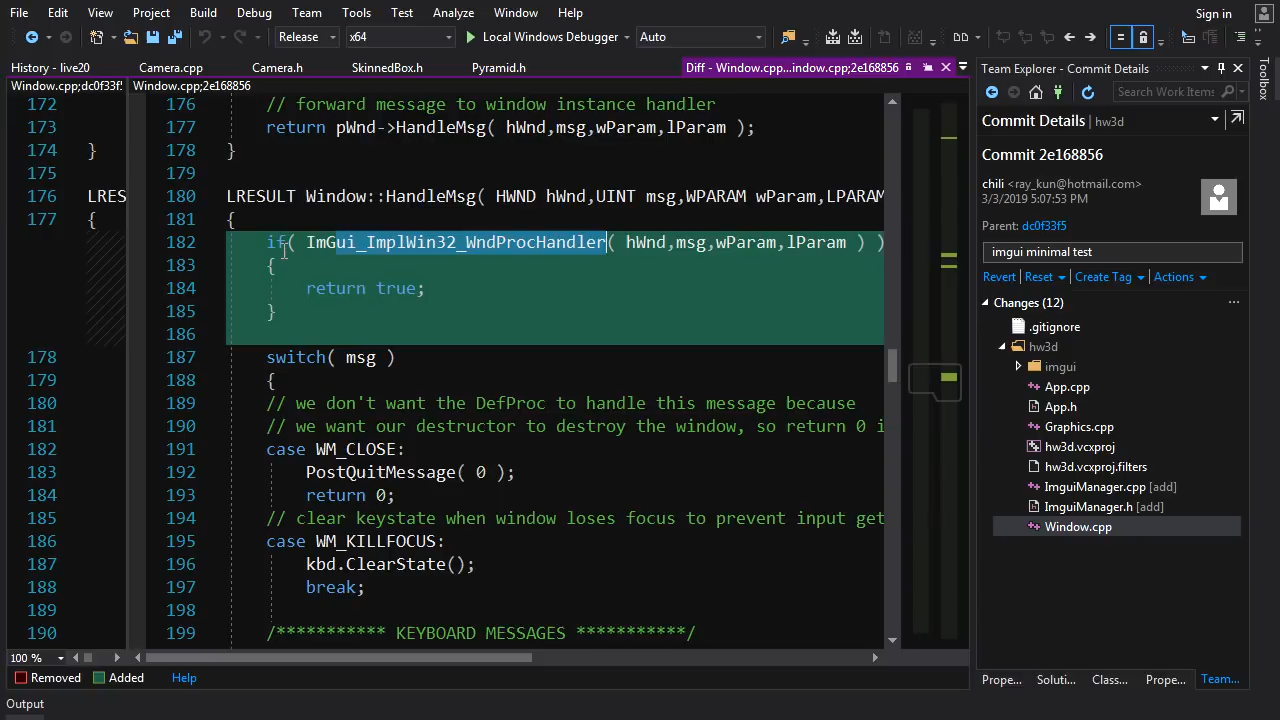 File Edit View Project Build Debug Team Tools Test Analyze Window Help Sign in
Release x64 Local Windows Debugger Auto
History - live20 Camera.cpp Camera.h SkinnedBox.h Pyramid.h Diff - Window.cpp...indow.cpp;2e168856
Window.cpp;dc0f33f5 Window.cpp;2e168856
172 176 // forward message to window instance handler
173 177 return pWnd->HandleMsg( hWnd,msg,wParam,lParam );
174 } 178 }
175 179
176 LRES 180 LRESULT Window::HandleMsg( HWND hWnd,UINT msg,WPARAM wParam,LPARAM
177 { 181 {
182 if( ImGui_ImplWin32_WndProcHandler( hWnd,msg,wParam,lParam ) )
183 {
184 return true;
185 }
186
178 187 switch( msg )
179 188 {
180 189 // we don't want the DefProc to handle this message because
181 190 // we want our destructor to destroy the window, so return 0 i
182 191 case WM_CLOSE:
183 192 PostQuitMessage( 0 );
184 193 return 0;
185 194 // clear keystate when window loses focus to prevent input get
186 195 case WM_KILLFOCUS:
187 196 kbd.ClearState();
188 197 break;
189 198
190 199 /*********** KEYBOARD MESSAGES ***********/
100 %
Removed Added Help
Output
Team Explorer - Commit Details
Search Work Items
Commit Details hw3d
Commit 2e168856
chili <ray_kun@hotmail.com>
3/3/2019 5:07:53 PM
Parent: dc0f33f5
imgui minimal test
Revert Reset Create Tag Actions
Changes (12) ...
.gitignore
hw3d
imgui
App.cpp
App.h
Graphics.cpp
hw3d.vcxproj
hw3d.vcxproj.filters
ImguiManager.cpp [add]
ImguiManager.h [add]
Window.cpp
Prope... Soluti... Class... Prope... Team...
Toolbox